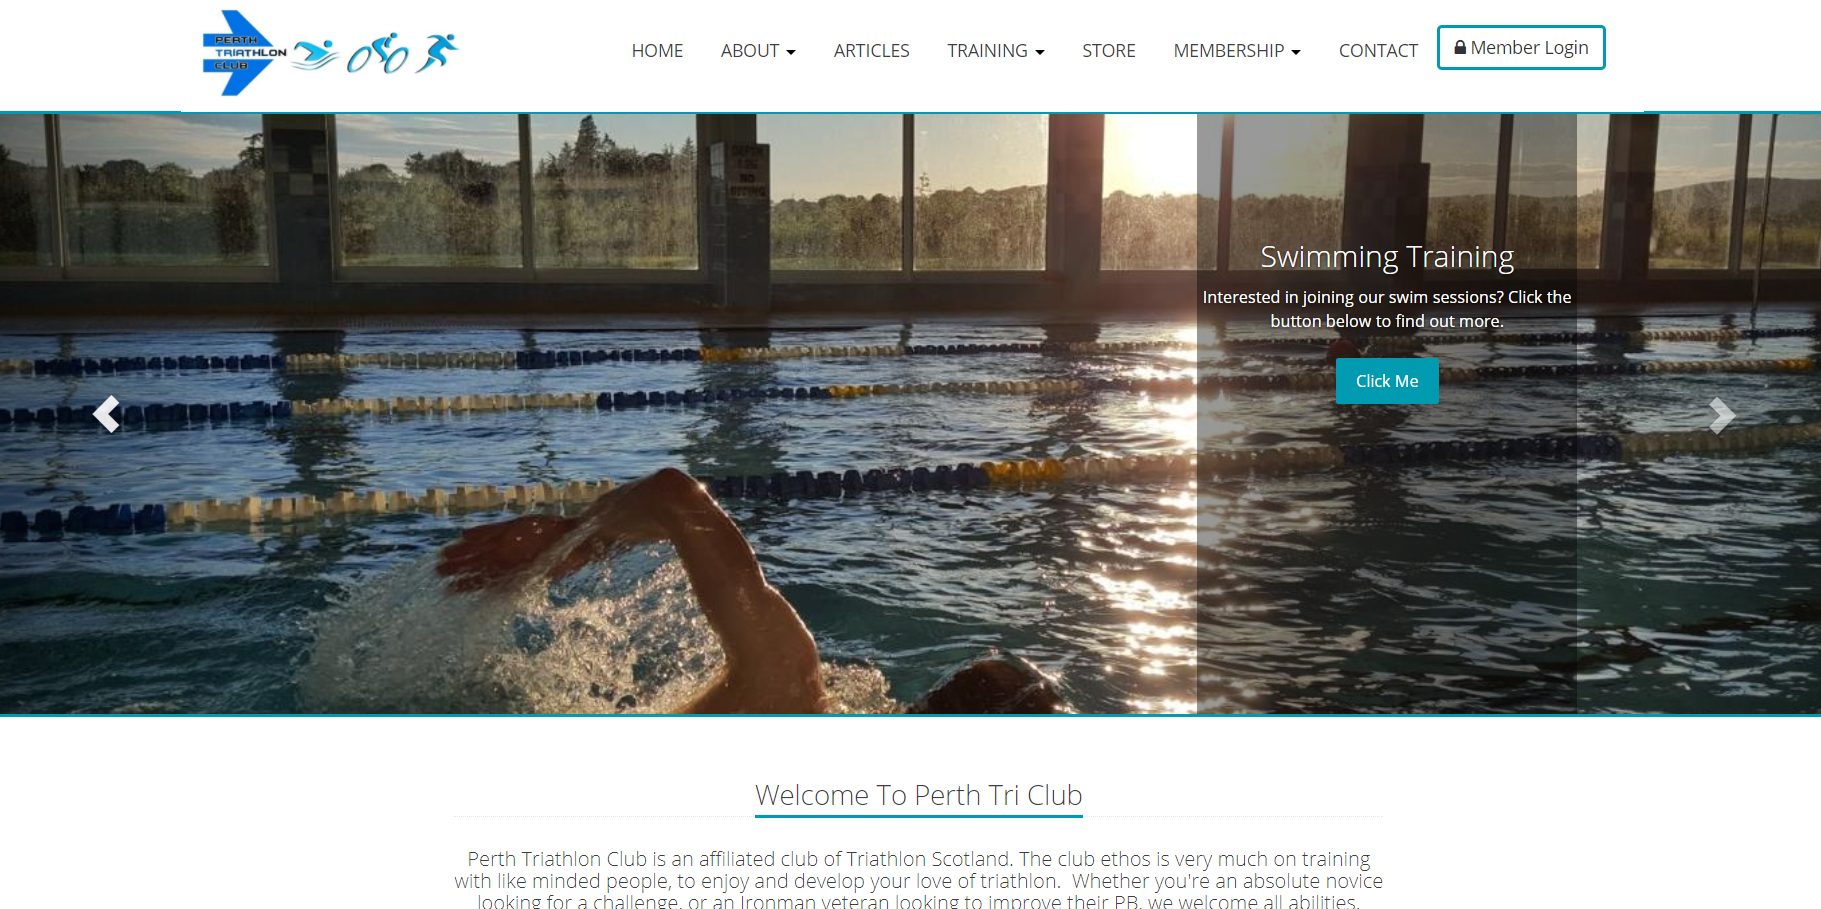 PERTH
TRIATHLON
CLUB
HOME ABOUT ARTICLES TRAINING STORE MEMBERSHIP CONTACT Member Login
NO
Swimming Training
Interested in joining our swim sessions? Click the
button below to find out more.
Click Me
Welcome To Perth Tri Club
Perth Triathlon Club is an affiliated club of Triathlon Scotland. The club ethos is very much on training
with like minded people, to enjoy and develop your love of triathlon. Whether you're an absolute novice
looking for a challenge, or an Ironman veteran looking to improve their PB, we welcome all abilities.